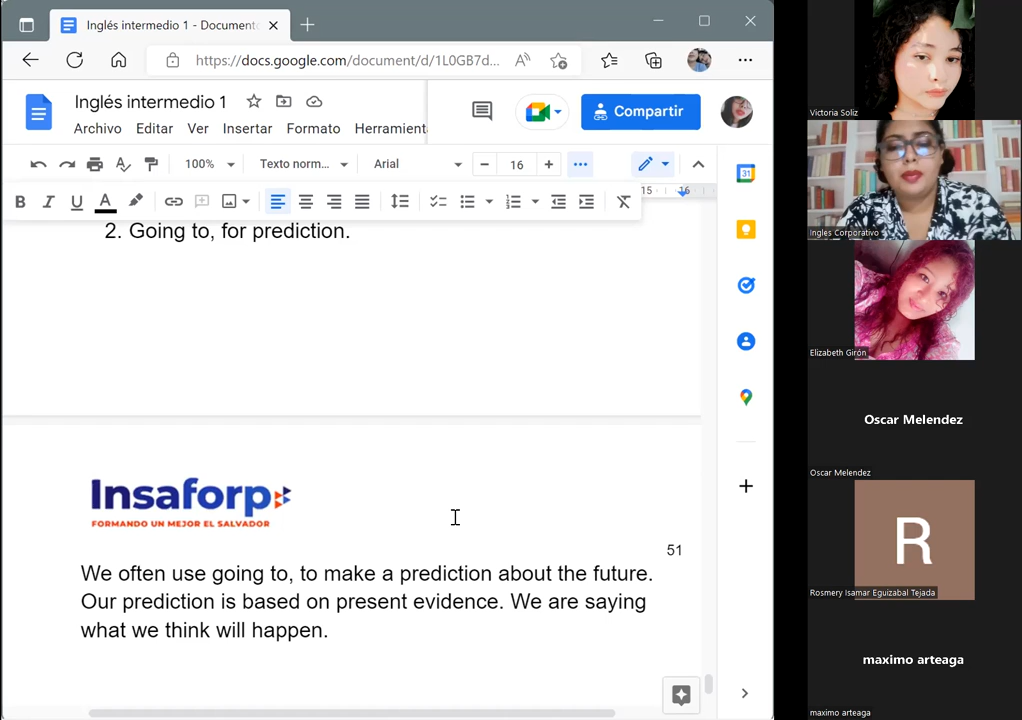 Inglés intermedio 1 - Documento
https://docs.google.com/document/d/1L0GB7d...
Inglés intermedio 1
Archivo Editar Ver Insertar Formato Herramient
Compartir
100% Texto norm... Arial 16
15 16
31
2. Going to, for prediction.
Insaforp
FORMANDO UN MEJOR EL SALVADOR
51
We often use going to, to make a prediction about the future.
Our prediction is based on present evidence. We are saying
what we think will happen.
Victoria Soliz
Ingles Corporativo
Elizabeth Girón
Oscar Melendez
Oscar Melendez
R
Rosmery Isamar Eguizabal Tejada
maximo arteaga
maximo arteaga